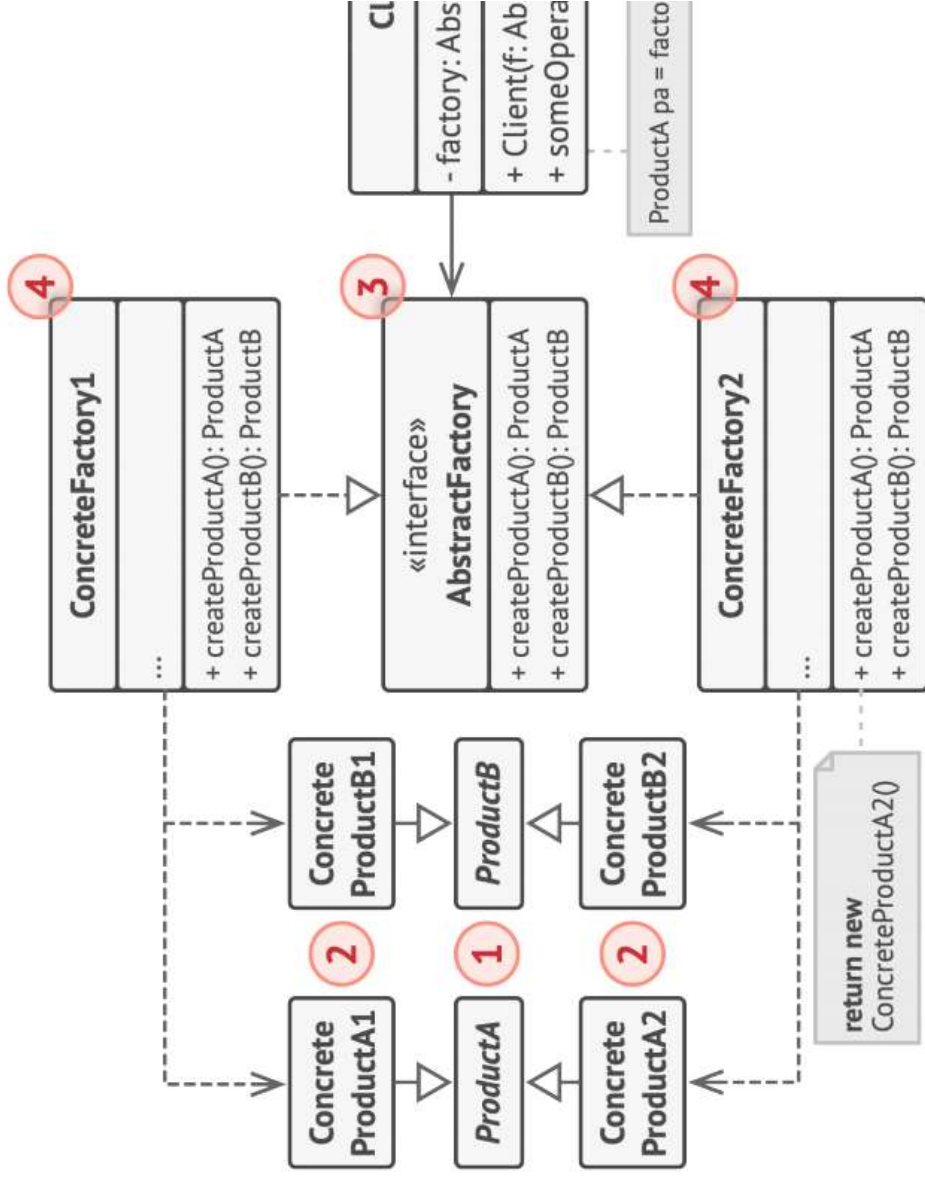 4
ConcreteFactory1
...
+ createProductA(): ProductA
+ createProductB(): ProductB
Concrete
ProductA1
2
Concrete
ProductB1
3
«interface»
AbstractFactory
+ createProductA(): ProductA
+ createProductB(): ProductB
Cl
- factory: Abs
+ Client(f: Ab
+ someOpera
ProductA
1
ProductB
Concrete
ProductA2
2
Concrete
ProductB2
ProductA pa = facto
4
ConcreteFactory2
...
+ createProductA(): ProductA
+ createProductB(): ProductB
return new
ConcreteProductA2()